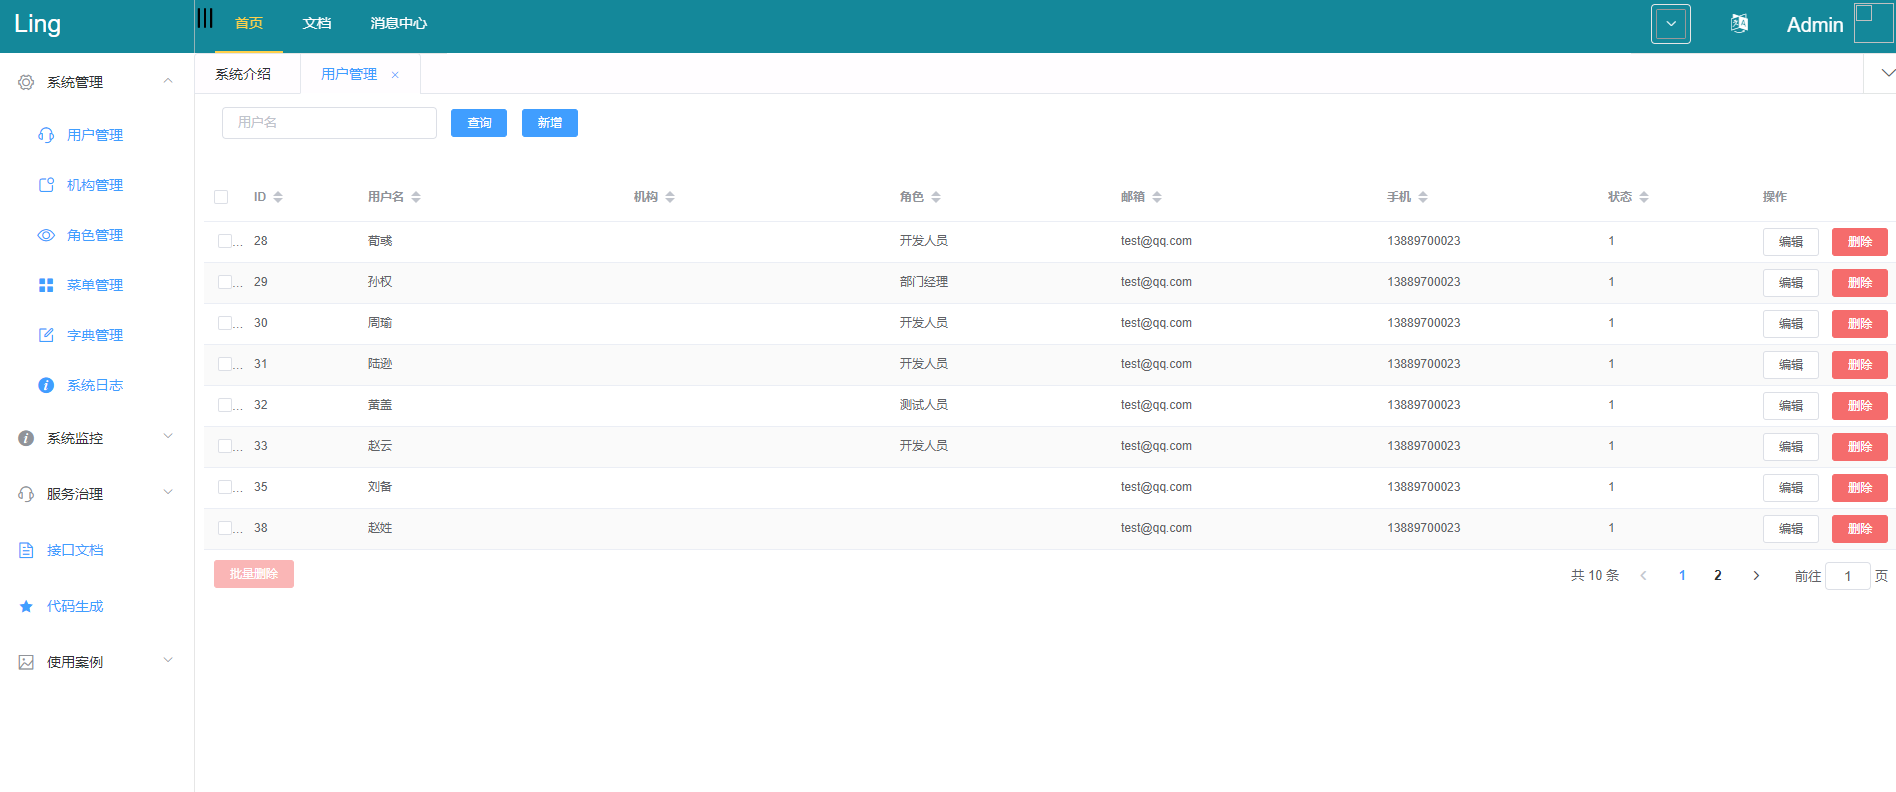 Ling
首页 文档 消息中心
Admin
系统管理
用户管理
机构管理
角色管理
菜单管理
字典管理
系统日志
系统监控
服务治理
接口文档
代码生成
使用案例
系统介绍 用户管理
用户名 查询 新增
ID 用户名 机构 角色 邮箱 手机 状态 操作
... 28 荀彧 开发人员 test@qq.com 13889700023 1 编辑 删除
... 29 孙权 部门经理 test@qq.com 13889700023 1 编辑 删除
... 30 周瑜 开发人员 test@qq.com 13889700023 1 编辑 删除
... 31 陆逊 开发人员 test@qq.com 13889700023 1 编辑 删除
... 32 黄盖 测试人员 test@qq.com 13889700023 1 编辑 删除
... 33 赵云 开发人员 test@qq.com 13889700023 1 编辑 删除
... 35 刘备 test@qq.com 13889700023 1 编辑 删除
... 38 赵姓 test@qq.com 13889700023 1 编辑 删除
批量删除
共 10 条 1 2 前往 1 页